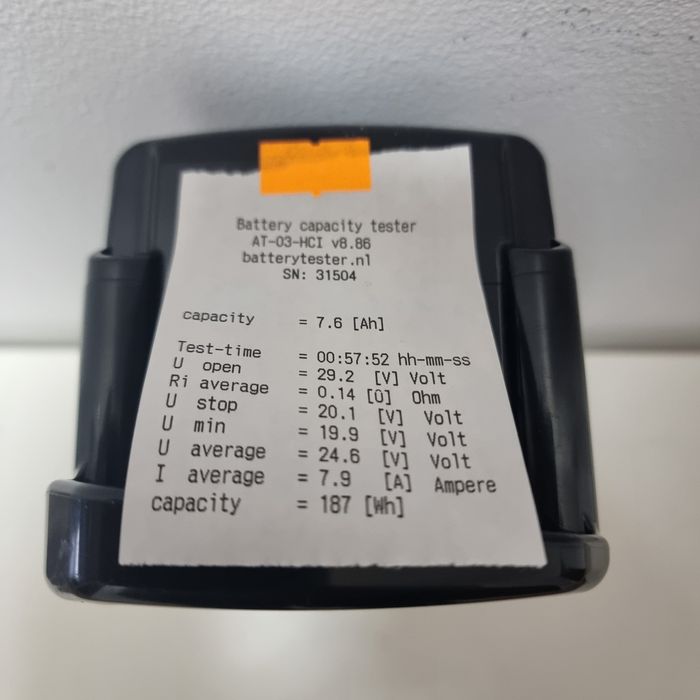 Battery capacity tester
AT-03-HCI v8.86
batterytester.nl
SN: 31504
capacity = 7.6 [Ah]
Test-time = 00:57:52 hh-mm-ss
U open = 29.2 [V] Volt
Ri average = 0.14 [Ö] Ohm
U stop = 20.1 [V] Volt
U min = 19.9 [V] Volt
U average = 24.6 [V] Volt
I average = 7.9 [A] Ampere
capacity = 187 [Wh]